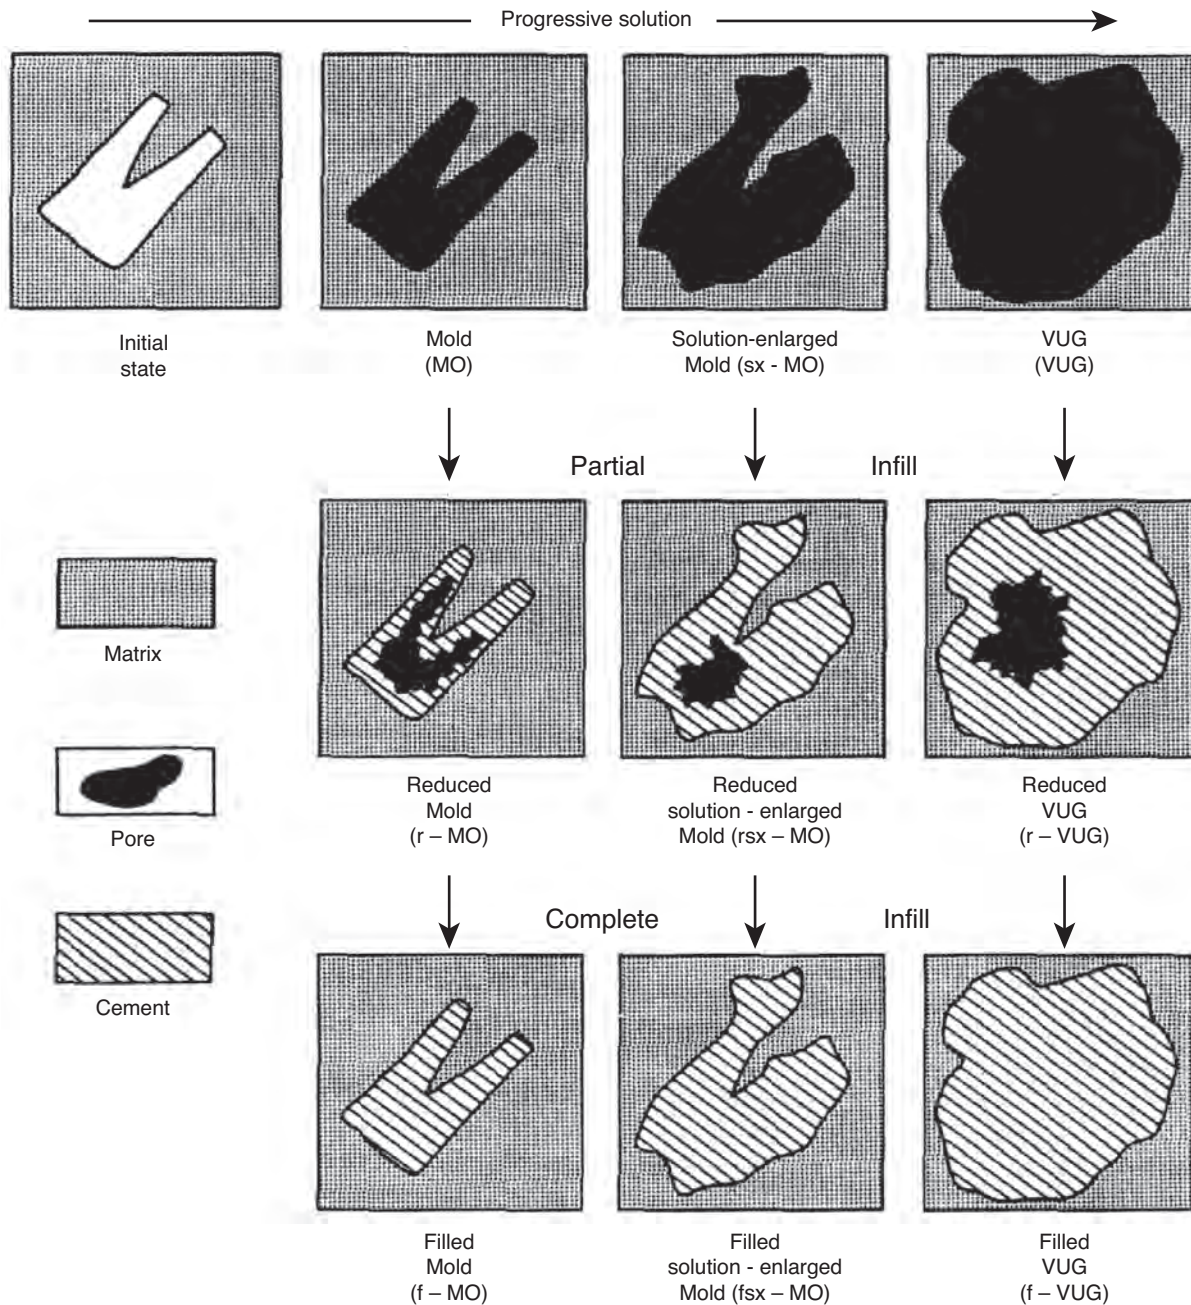 Progressive solution
Initial
state
Mold
(MO)
Solution-enlarged
Mold (sx - MO)
VUG
(VUG)
Partial
Infill
Matrix
Reduced
Mold
(r – MO)
Reduced
solution - enlarged
Mold (rsx – MO)
Reduced
VUG
(r – VUG)
Pore
Complete
Infill
Cement
Filled
Mold
(f – MO)
Filled
solution - enlarged
Mold (fsx – MO)
Filled
VUG
(f – VUG)